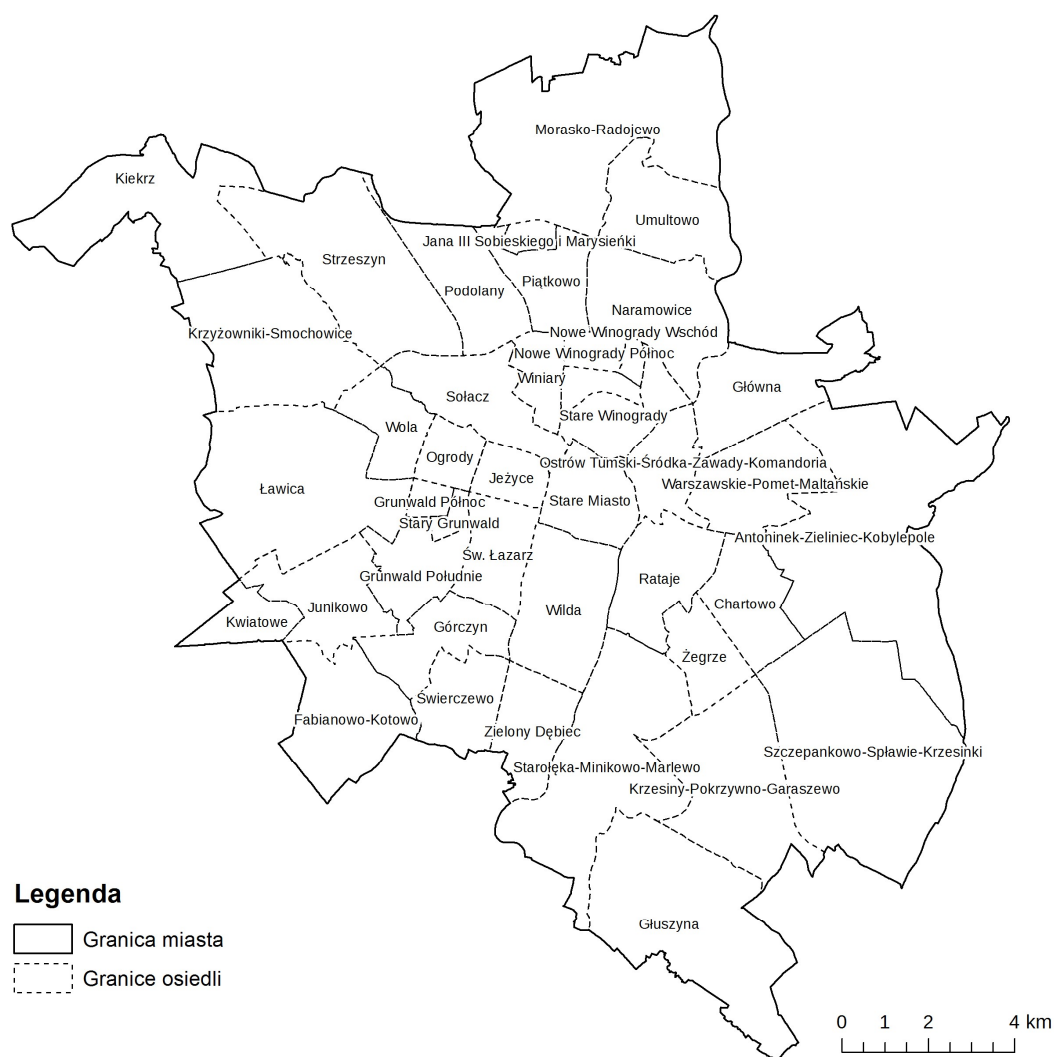 Morasko-Radojewo
Kiekrz
Umultowo
Jana III Sobieskiego i Marysieńki
Strzeszyn
Piątkowo
Podolany
Naramowice
Krzyżowniki-Smochowice
Nowe Winogrady Wschód
Nowe Winogrady Północ
Winiary
Główna
Sołacz
Stare Winogrady
Wola
Ogrody
Ostrów Tumski-Śródka-Zawady-Komandoria
Jeżyce
Warszawskie-Pomet-Maltańskie
Ławica
Grunwald Północ
Stare Miasto
Stary Grunwald
Antoninek-Zieliniec-Kobylepole
Św. Łazarz
Grunwald Południe
Rataje
Junikowo
Chartowo
Wilda
Kwiatowe
Górczyn
Żegrze
Świerczewo
Fabianowo-Kotowo
Zielony Dębiec
Szczepankowo-Spławie-Krzesinki
Starołęka-Minikowo-Marlewo
Krzesiny-Pokrzywno-Garaszewo
Głuszyna
Legenda
Granica miasta
Granice osiedli
0 1 2 4 km